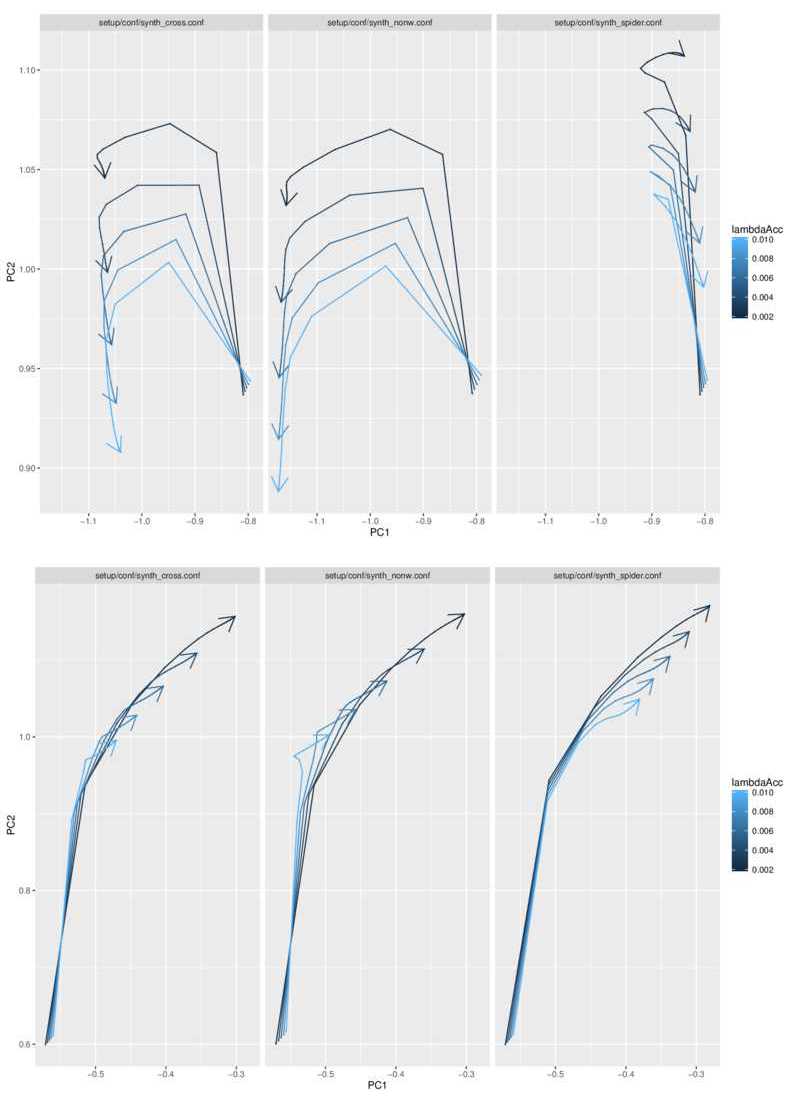 setup/conf/synth_cross.conf setup/conf/synth_nonw.conf setup/conf/synth_spider.conf
1.10
1.05
1.00
0.95
0.90
PC2
−1.1 −1.0 −0.9 −0.8 −1.1 −1.0 −0.9 −0.8 −1.1 −1.0 −0.9 −0.8
PC1
lambdaAcc
0.010
0.008
0.006
0.004
0.002
setup/conf/synth_cross.conf setup/conf/synth_nonw.conf setup/conf/synth_spider.conf
1.0
0.8
0.6
PC2
−0.5 −0.4 −0.3 −0.5 −0.4 −0.3 −0.5 −0.4 −0.3
PC1
lambdaAcc
0.010
0.008
0.006
0.004
0.002